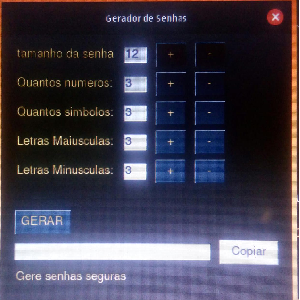 Gerador de Senhas
tamanho da senha 12 + -
Quantos numeros: 3 + -
Quantos simbolos: 3 + -
Letras Maiusculas: 3 + -
Letras Minusculas: 3 + -
GERAR
Copiar
Gere senhas seguras